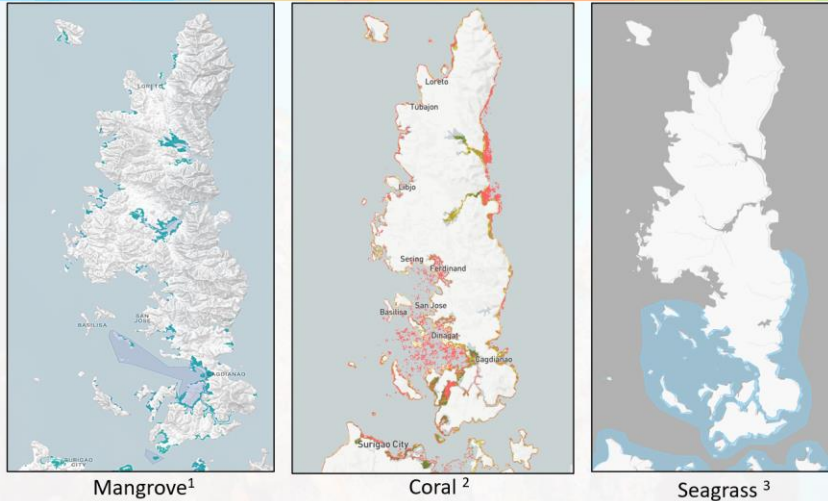 LORETO
BASILISA
SAN
JOSE
AGDIANAO
SURIGAO
CITY
Loreto
Tubajon
Libjo
Sering
Ferdinand
San Jose
Basilisa
Dinagat
Cagdianao
Surigao City
Mangrove¹
Coral ²
Seagrass ³